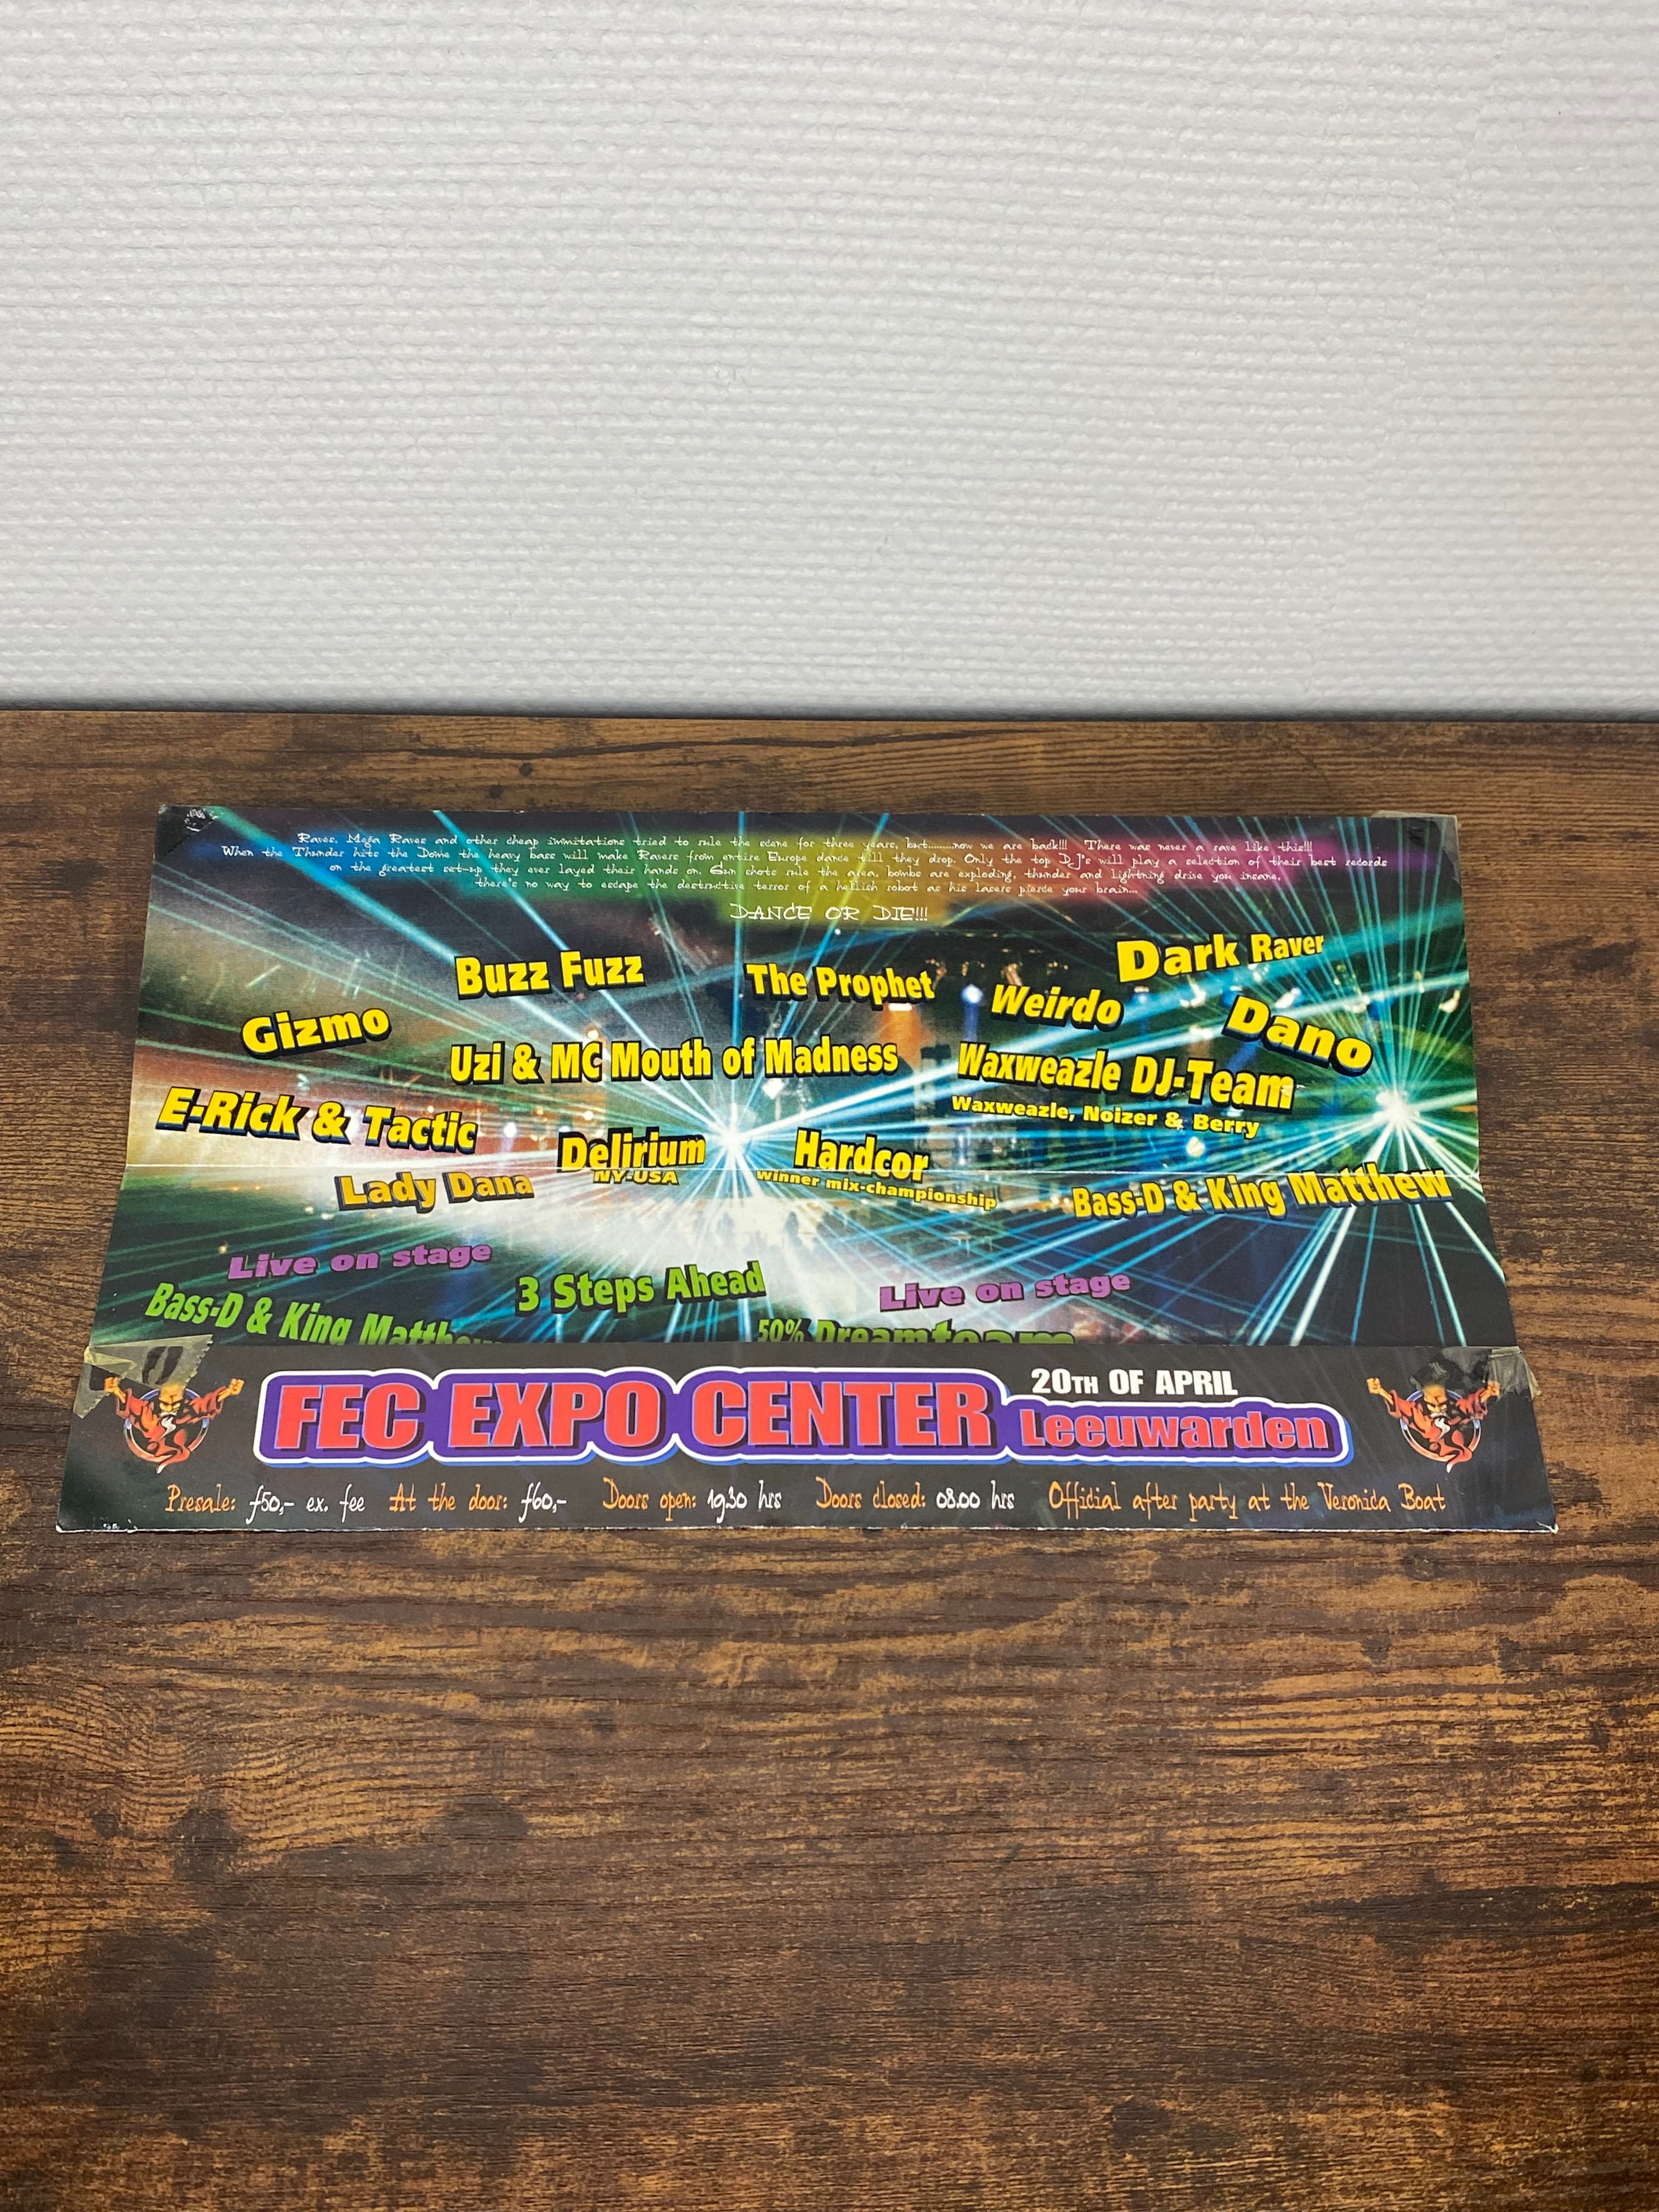 Raves, Mega Raves and other cheap immitations tried to rule the scene for three years, but........now we are back!!! There was never a rave like this!!!
When the Thunder hits the Dome the heavy bass will make Ravers from entire Europe dance till they drop. Only the top DJ's will play a selection of their best records
on the greatest set-up they ever layed their hands on. Gun shots rule the area, bombs are exploding, thunder and lightning drive you insane,
there's no way to escape the destructive terror of a hellish robot as his lasers pierce your brain...
DANCE OR DIE!!!
Buzz Fuzz
The Prophet
Dark Raver
Gizmo
Weirdo
Dano
Uzi & MC Mouth of Madness
Waxweazle DJ-Team
Waxweazle, Noizer & Berry
E-Rick & Tactic
Delirium
NY-USA
Hardcor
winner mix-championship
Lady Dana
Bass-D & King Matthew
Live on stage
3 Steps Ahead
Live on stage
Bass-D & King Matthew
50% Dreamteam
FEC EXPO CENTER
20TH OF APRIL
Leeuwarden
Presale: f50,- ex. fee At the door: f60,- Doors open: 19.30 hrs Doors closed: 08.00 hrs Official after party at the Veronica Boat